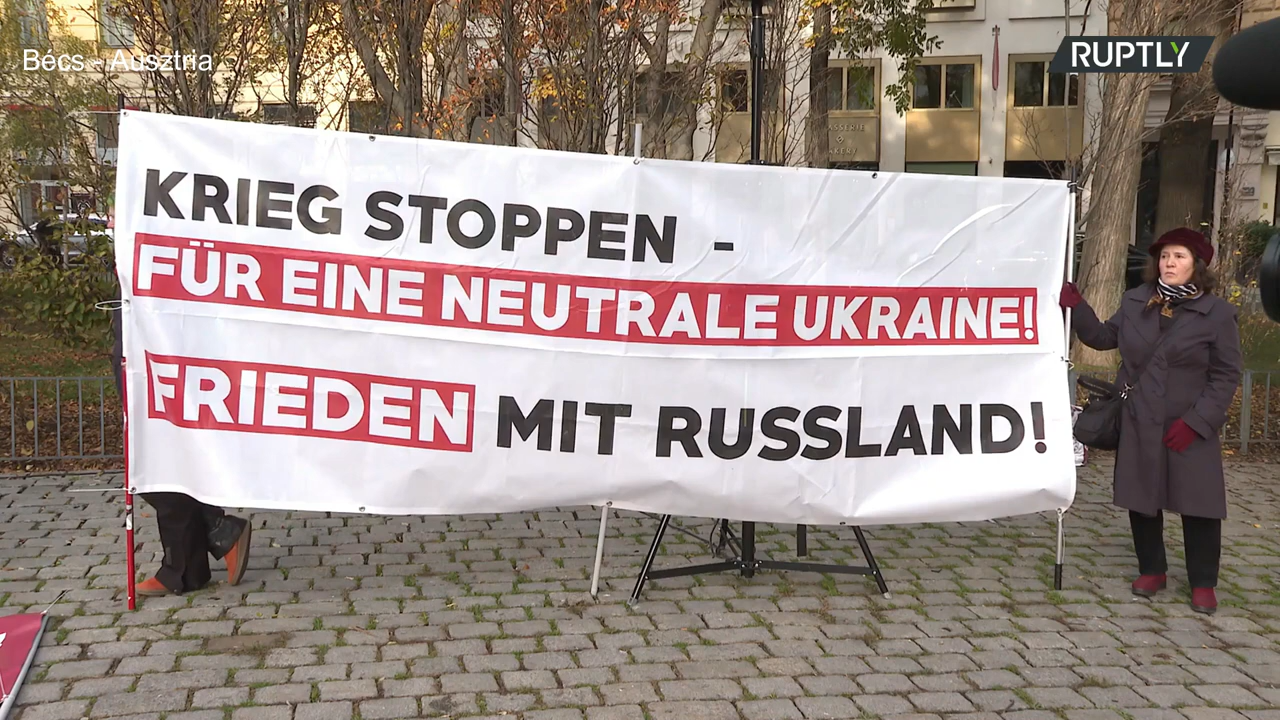 Bécs - Ausztria
RUPTLY
KRIEG STOPPEN -
FÜR EINE NEUTRALE UKRAINE!
FRIEDEN MIT RUSSLAND!